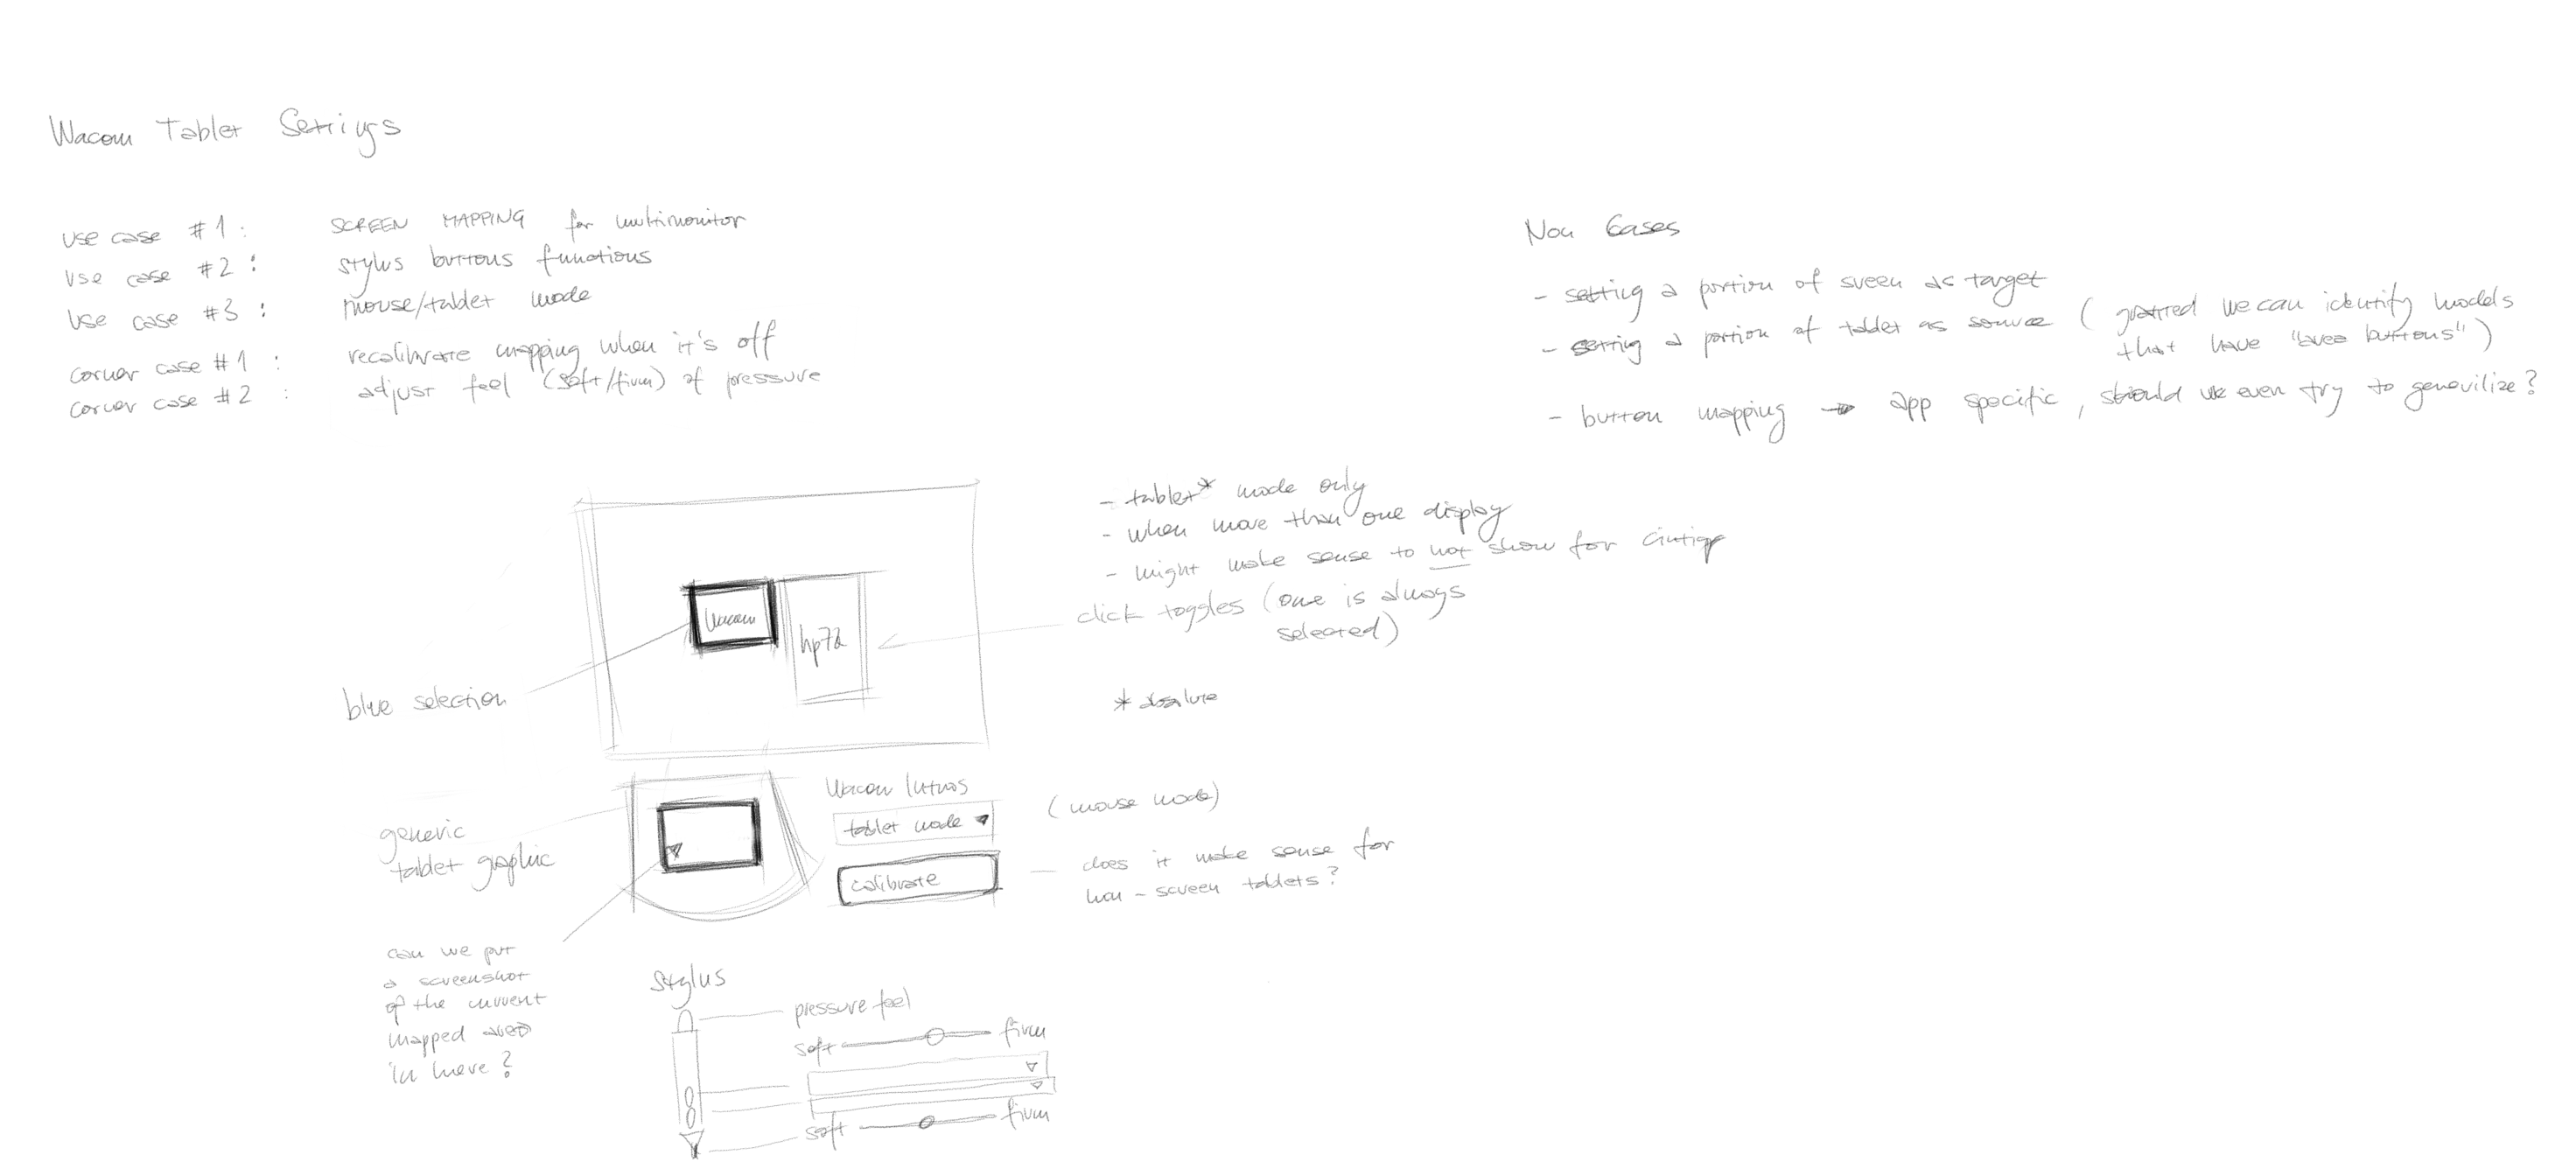 Wacom Tablet Settings
use case #1 : SCREEN MAPPING for multimonitor
use case #2 : stylus buttons functions
use case #3 : mouse/tablet mode
corner case #1 : recalibrate mapping when it's off
corner case #2 : adjust feel (soft/firm) of pressure
Non Cases
- setting a portion of screen as target
- setting a portion of tablet as source (granted we can identify models
that have "area buttons")
- button mapping → app specific, should we even try to generilize?
- tablet* mode only
- when more than one display
- might make sense to not show for Cintiq
click toggles (one is always
selected)
* absolute
Wacom
hp72
blue selection
generic
tablet graphic
Wacom Intuos
tablet mode
(mouse mode)
calibrate
- does it make sense for
non-screen tablets?
can we put
a screenshot
of the current
mapped area
in here?
Stylus
pressure feel
soft firm
soft firm